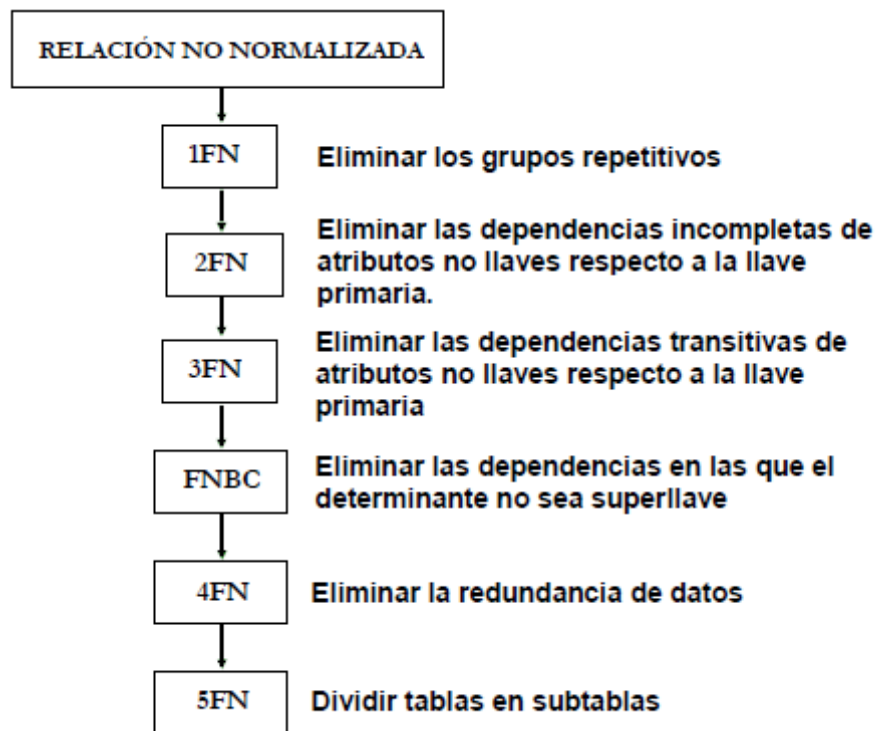 RELACIÓN NO NORMALIZADA
1FN
Eliminar los grupos repetitivos
2FN
Eliminar las dependencias incompletas de
atributos no llaves respecto a la llave
primaria.
3FN
Eliminar las dependencias transitivas de
atributos no llaves respecto a la llave
primaria
FNBC
Eliminar las dependencias en las que el
determinante no sea superllave
4FN
Eliminar la redundancia de datos
5FN
Dividir tablas en subtablas